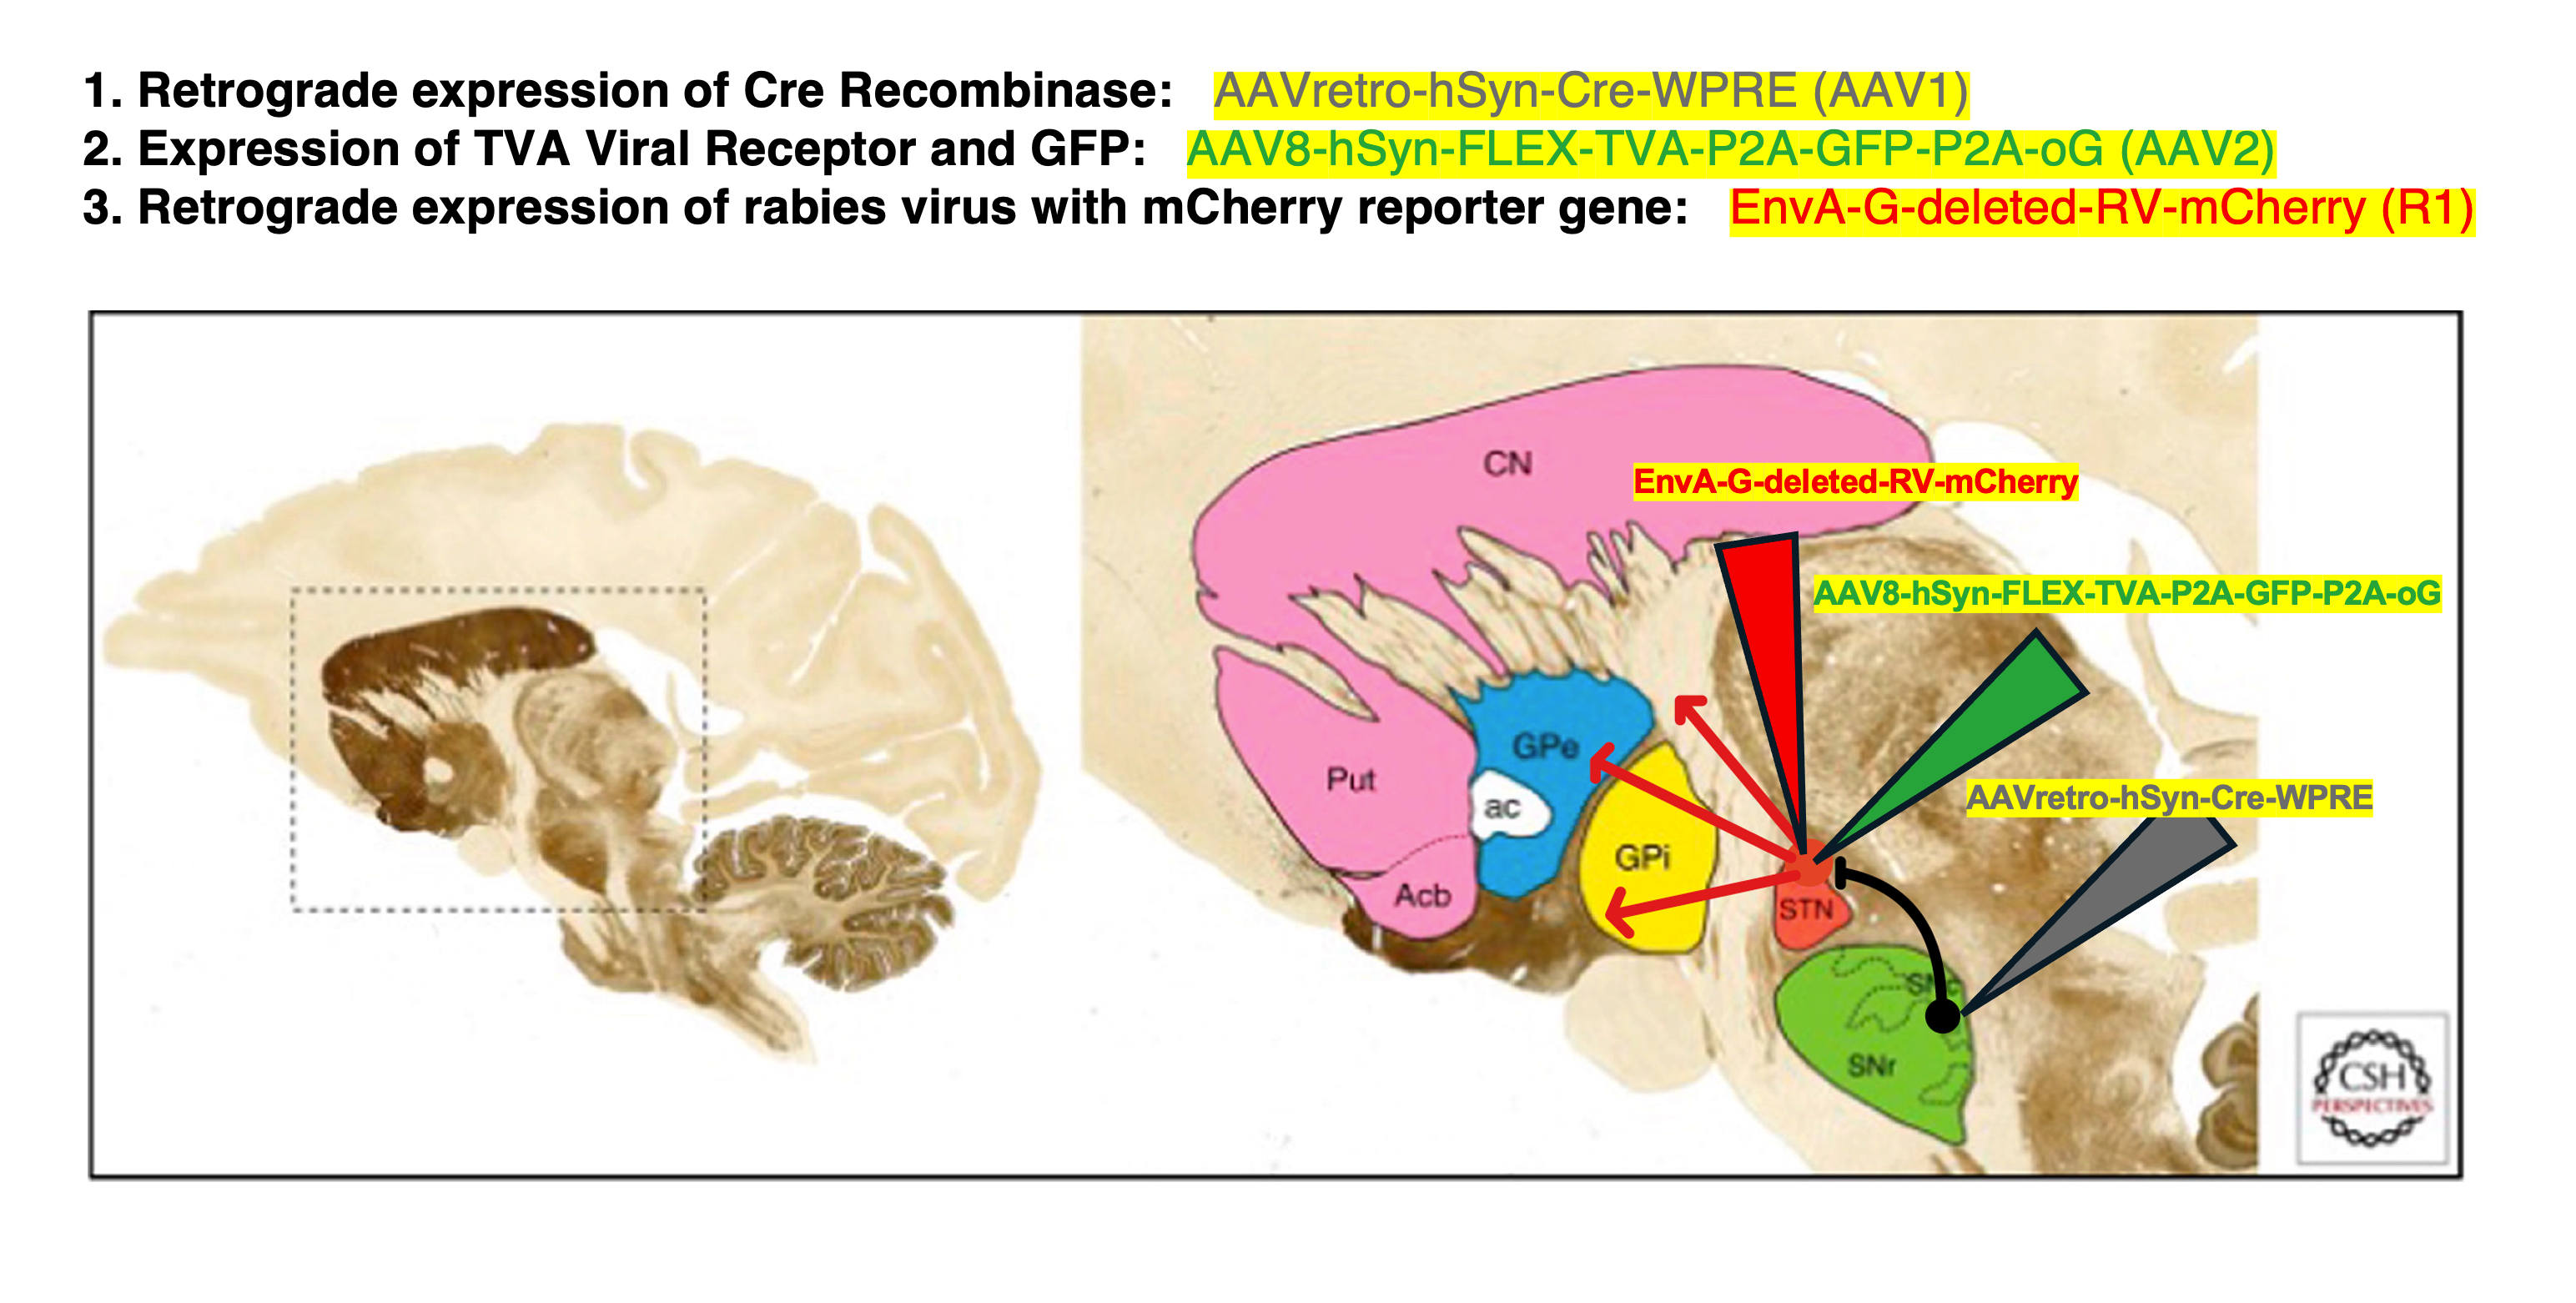 1. Retrograde expression of Cre Recombinase: AAVretro-hSyn-Cre-WPRE (AAV1)
2. Expression of TVA Viral Receptor and GFP: AAV8-hSyn-FLEX-TVA-P2A-GFP-P2A-oG (AAV2)
3. Retrograde expression of rabies virus with mCherry reporter gene: EnvA-G-deleted-RV-mCherry (R1)
CN
EnvA-G-deleted-RV-mCherry
AAV8-hSyn-FLEX-TVA-P2A-GFP-P2A-oG
GPe
Put
ac
AAVretro-hSyn-Cre-WPRE
GPi
Acb
STN
SNc
SNr
CSH
PERSPECTIVES